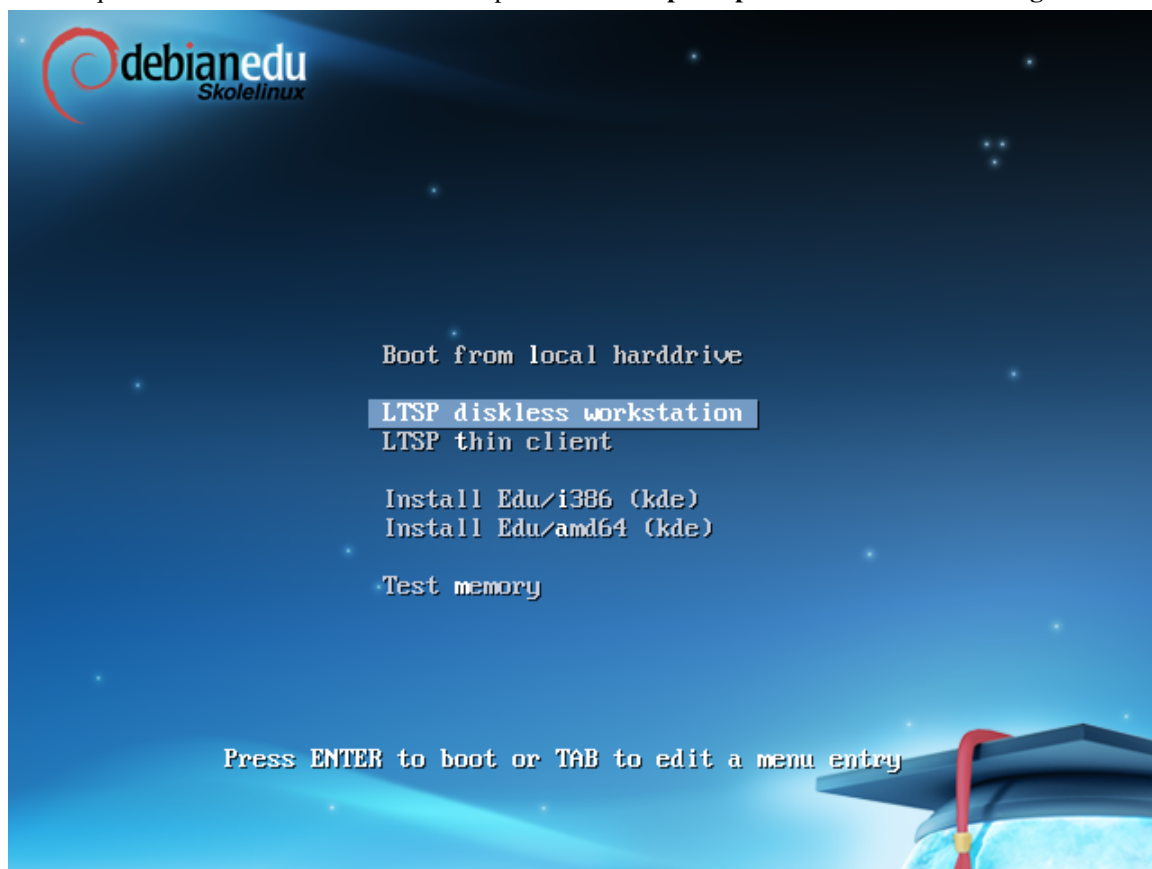 debianedu
Skolelinux
Boot from local harddrive
LTSP diskless workstation
LTSP thin client
Install Edu/i386 (kde)
Install Edu/amd64 (kde)
Test memory
Press ENTER to boot or TAB to edit a menu entry